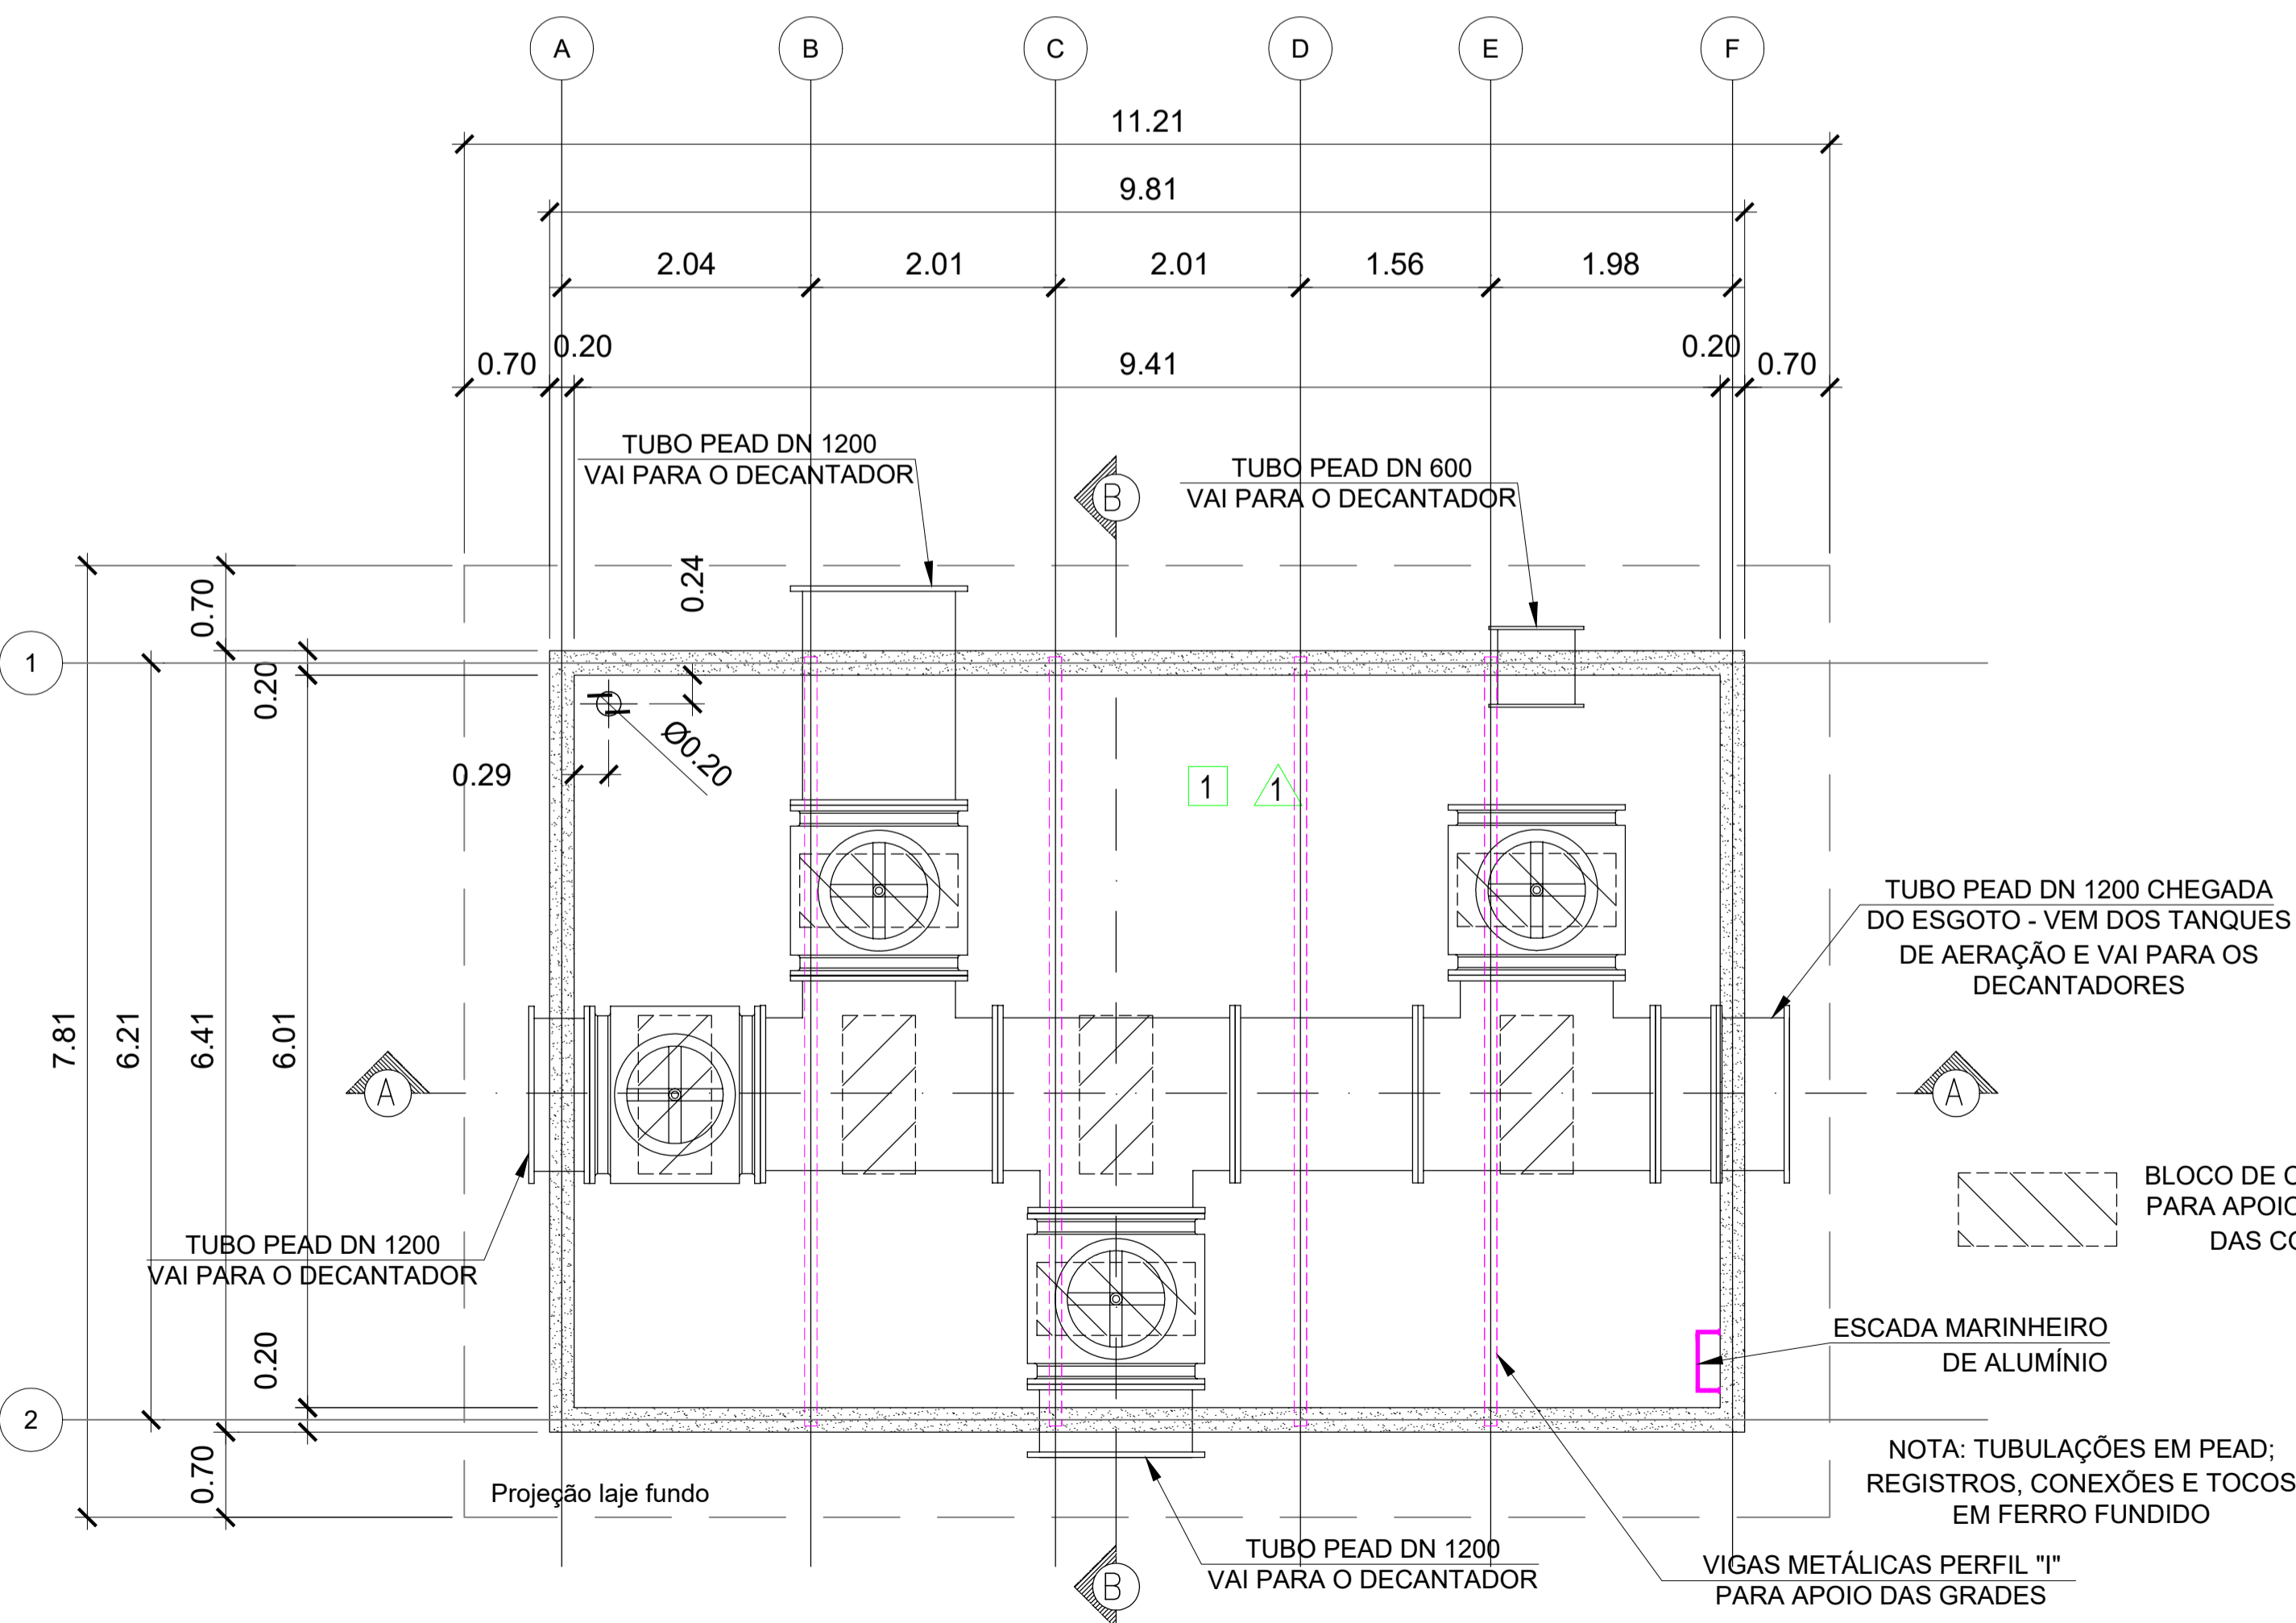 A B C D E F
11.21
9.81
2.04 2.01 2.01 1.56 1.98
0.70 0.20 9.41 0.20 0.70
TUBO PEAD DN 1200
VAI PARA O DECANTADOR
B
TUBO PEAD DN 600
VAI PARA O DECANTADOR
0.70
0.24
1
0.20
Ø0.20
0.29
1 1
TUBO PEAD DN 1200 CHEGADA
DO ESGOTO - VEM DOS TANQUES
DE AERAÇÃO E VAI PARA OS
DECANTADORES
7.81 6.21 6.41 6.01
A A
BLOCO DE
PARA APOIO
DAS
TUBO PEAD DN 1200
VAI PARA O DECANTADOR
ESCADA MARINHEIRO
DE ALUMÍNIO
0.20
2
0.70
Projeção laje fundo
NOTA: TUBULAÇÕES EM PEAD;
REGISTROS, CONEXÕES E TOCOS
EM FERRO FUNDIDO
TUBO PEAD DN 1200
VAI PARA O DECANTADOR
B
VIGAS METÁLICAS PERFIL "I"
PARA APOIO DAS GRADES